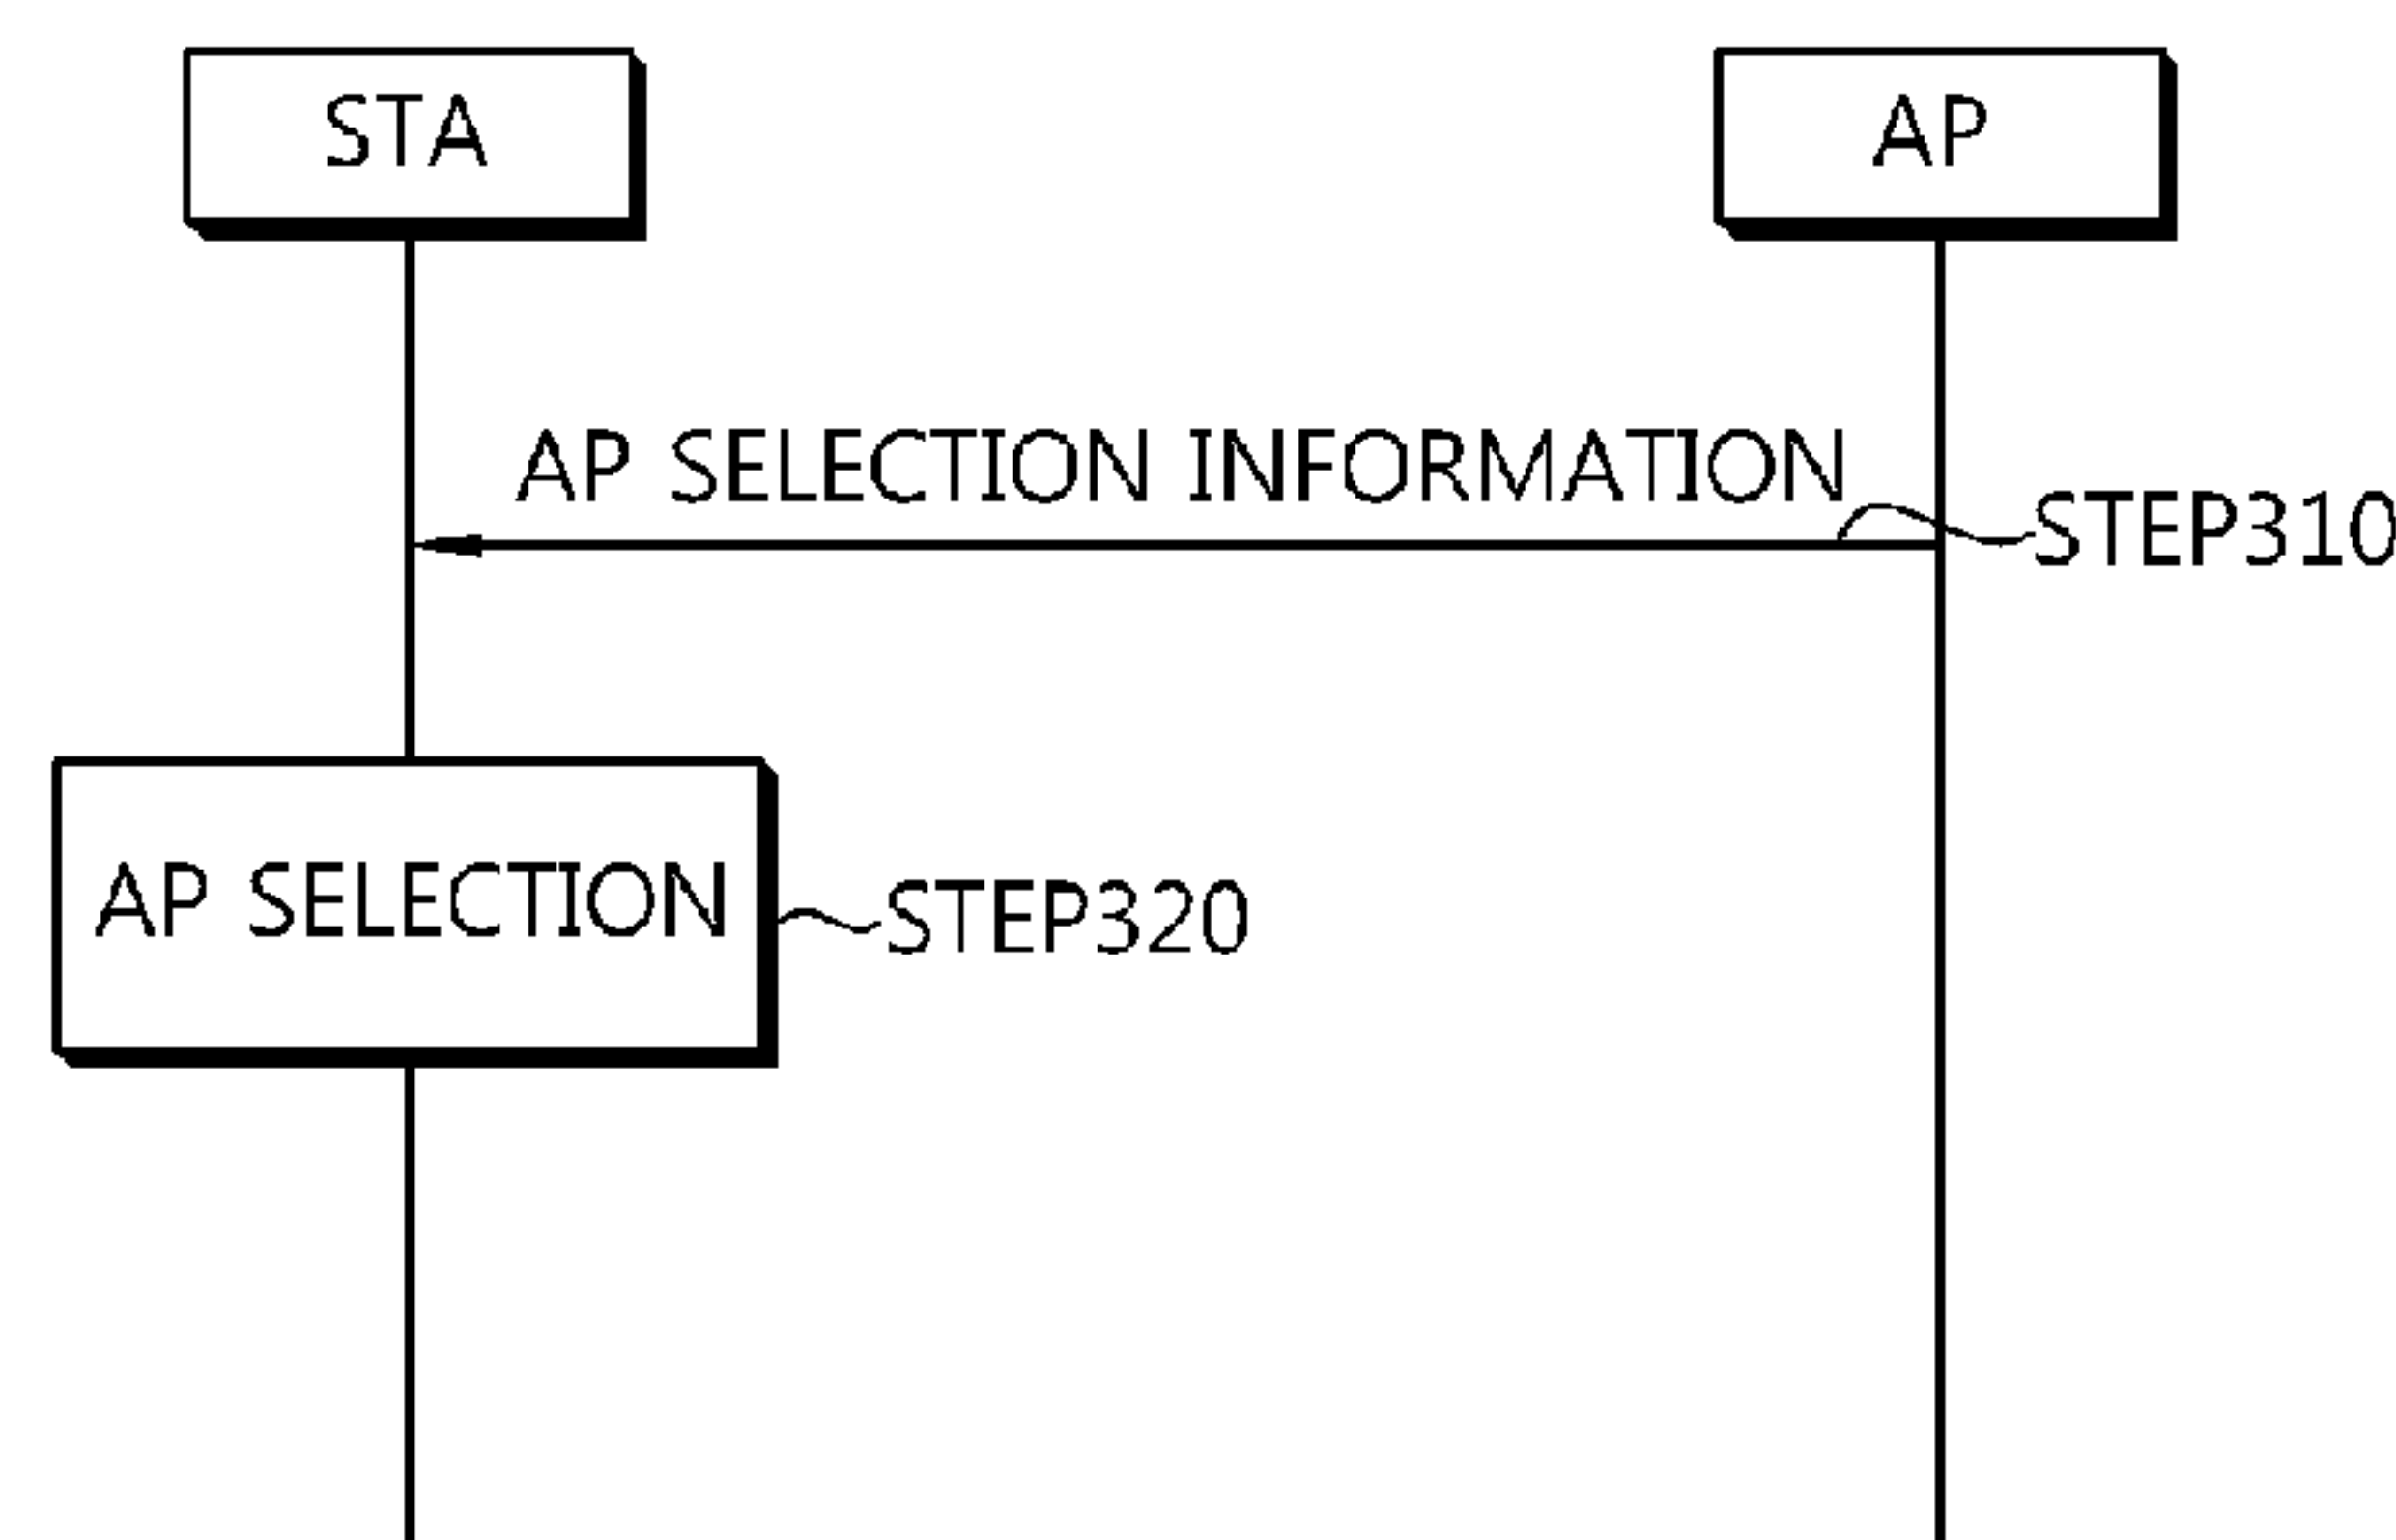 STA
AP
AP SELECTION INFORMATION
STEP310
AP SELECTION
STEP320